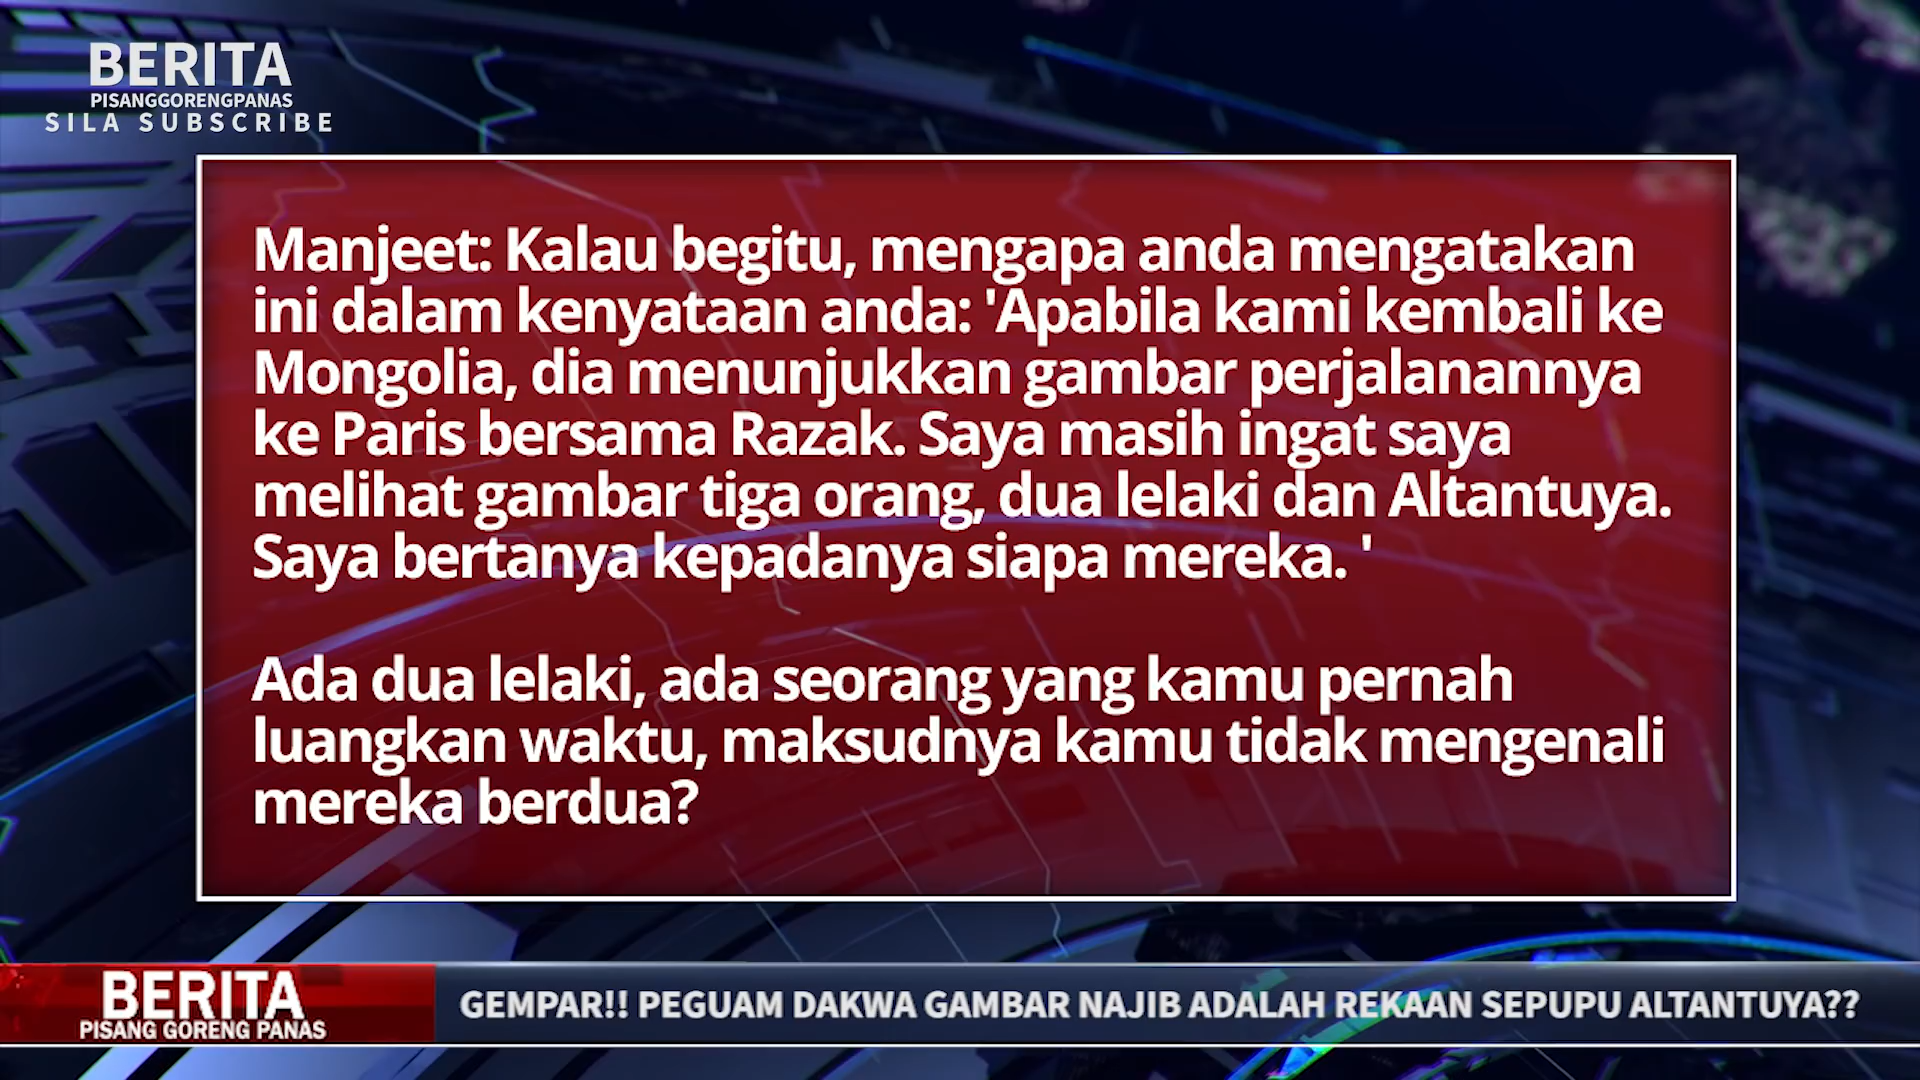 BERITA
PISANGGORENGPANAS
SILA SUBSCRIBE
Manjeet: Kalau begitu, mengapa anda mengatakan
ini dalam kenyataan anda: 'Apabila kami kembali ke
Mongolia, dia menunjukkan gambar perjalanannya
ke Paris bersama Razak. Saya masih ingat saya
melihat gambar tiga orang, dua lelaki dan Altantuya.
Saya bertanya kepadanya siapa mereka. '
Ada dua lelaki, ada seorang yang kamu pernah
luangkan waktu, maksudnya kamu tidak mengenali
mereka berdua?
BERITA
PISANG GORENG PANAS
GEMPAR!! PEGUAM DAKWA GAMBAR NAJIB ADALAH REKAAN SEPUPU ALTANTUYA??